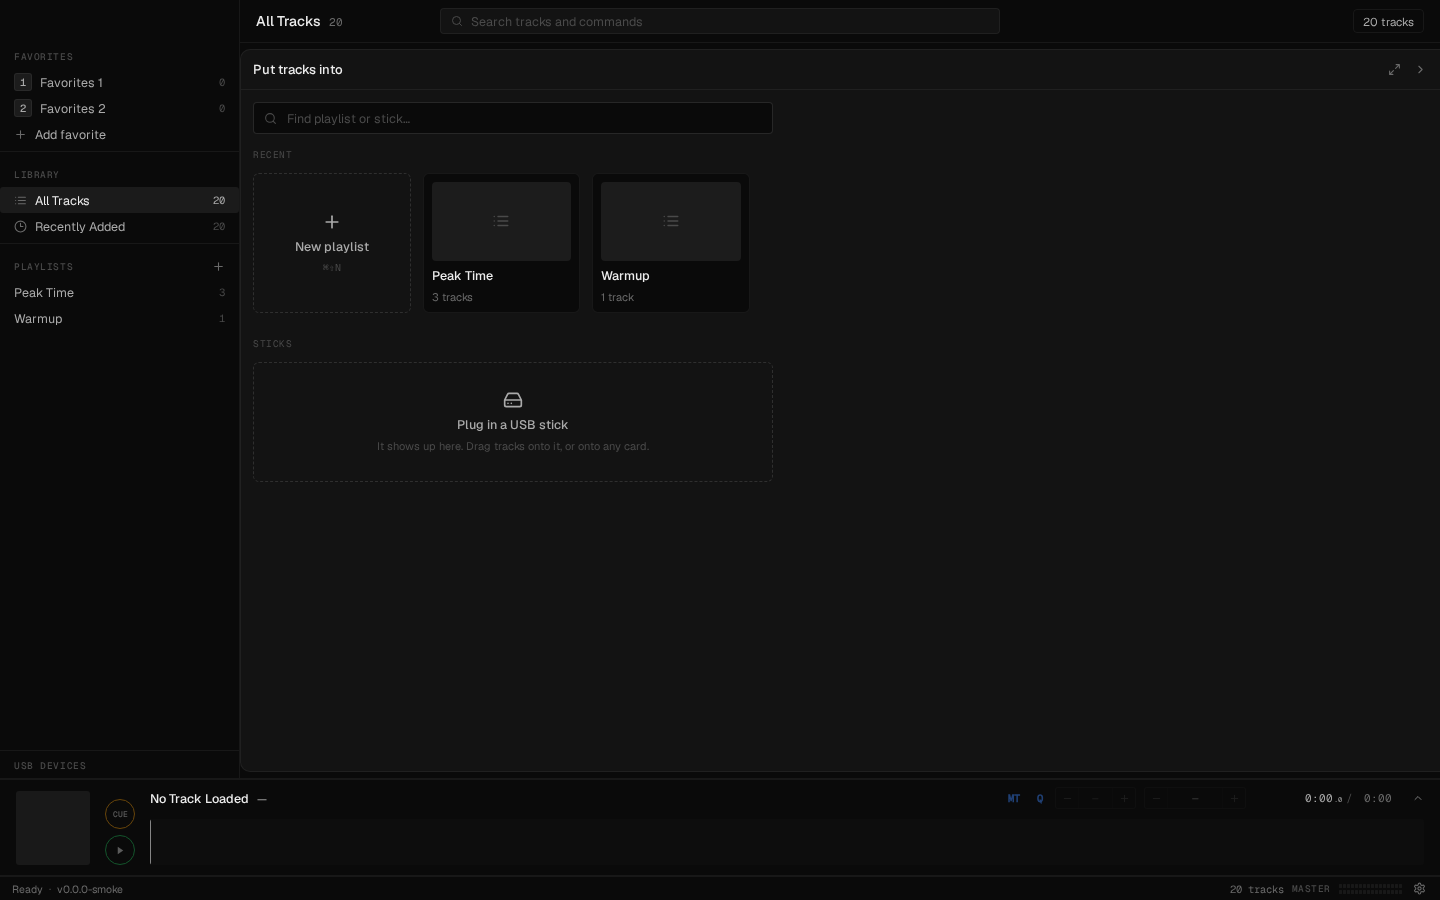 All Tracks 20
Search tracks and commands
20 tracks
FAVORITES
1 Favorites 1 0
2 Favorites 2 0
Add favorite
LIBRARY
All Tracks 20
Recently Added 20
PLAYLISTS
Peak Time 3
Warmup 1
USB DEVICES
Put tracks into
Find playlist or stick...
RECENT
New playlist
⌘⇧N
Peak Time
3 tracks
Warmup
1 track
STICKS
Plug in a USB stick
It shows up here. Drag tracks onto it, or onto any card.
CUE
No Track Loaded —
MT Q
0:00.0 / 0:00
Ready · v0.0.0-smoke
20 tracks MASTER